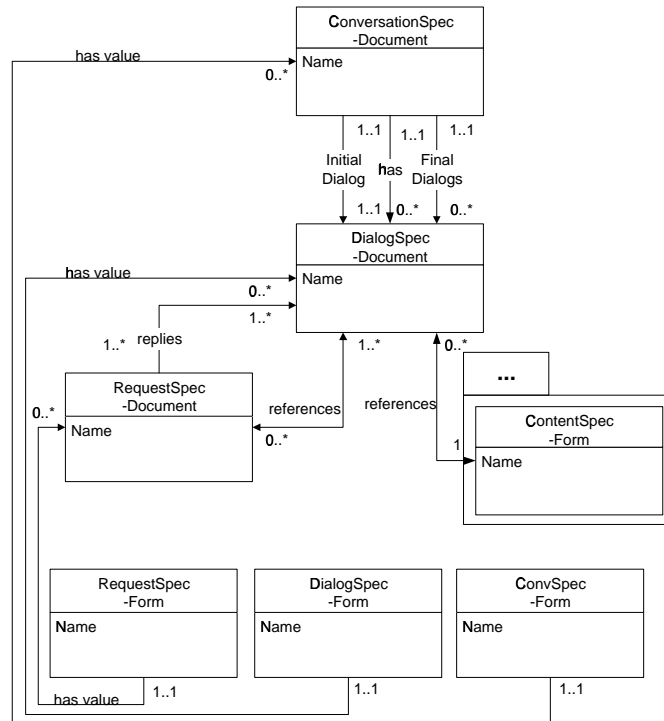 ConversationSpec
-Document
Name
has value
0..*
1..1
1..1
1..1
Initial
Dialog
has
Final
Dialogs
1..1
0..*
0..*
DialogSpec
-Document
Name
has value
0..*
1..*
1..*
replies
1..*
0..*
...
RequestSpec
-Document
Name
0..*
references
0..*
references
1
ContentSpec
-Form
Name
RequestSpec
-Form
Name
DialogSpec
-Form
Name
ConvSpec
-Form
Name
has value
1..1
1..1
1..1